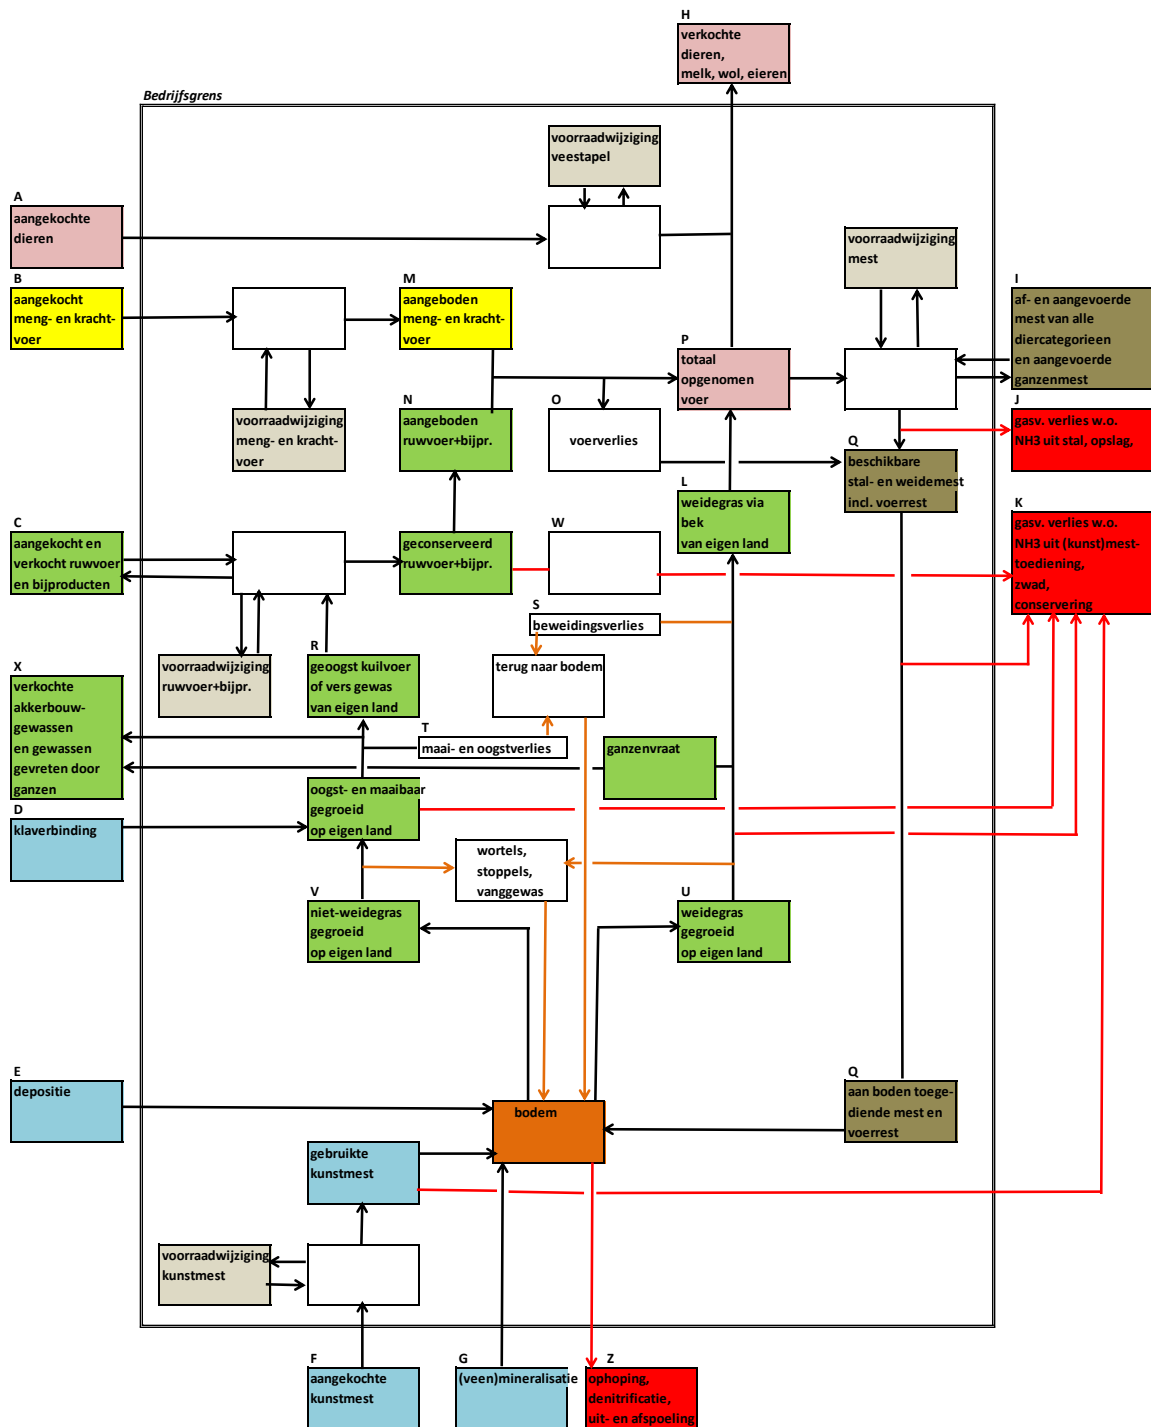 H
verkochte
dieren,
melk, wol, eieren
Bedrijfsgrens
voorraadwijziging
veestapel
A
aangekochte
dieren
voorraadwijziging
mest
B
aangekocht
meng- en kracht-
voer
M
aangeboden
meng- en kracht-
voer
I
af- en aangevoerde
mest van alle
diercategorieen
en aangevoerde
ganzenmest
P
totaal
opgenomen
voer
voorraadwijziging
meng- en kracht-
voer
N
aangeboden
ruwvoer+bijpr.
O
voerverlies
J
gasv. verlies w.o.
NH3 uit stal, opslag,
Q
beschikbare
stal- en weidemest
incl. voerrest
L
weidegras via
bek
van eigen land
C
aangekocht en
verkocht ruwvoer
en bijproducten
geconserveerd
ruwvoer+bijpr.
W
K
gasv. verlies w.o.
NH3 uit (kunst)mest-
toediening,
zwad,
conservering
S
beweidingsverlies
X
verkochte
akkerbouw-
gewassen
en gewassen
gevreten door
ganzen
voorraadwijziging
ruwvoer+bijpr.
R
geoogst kuilvoer
of vers gewas
van eigen land
terug naar bodem
T
maai- en oogstverlies
ganzenvraat
D
klaverbinding
oogst- en maaibaar
gegroeid
op eigen land
wortels,
stoppels,
vanggewas
V
niet-weidegras
gegroeid
op eigen land
U
weidegras
gegroeid
op eigen land
E
depositie
bodem
Q
aan boden toege-
diende mest en
voerrest
gebruikte
kunstmest
voorraadwijziging
kunstmest
F
aangekochte
kunstmest
G
(veen)mineralisatie
Z
ophoping,
denitrificatie,
uit- en afspoeling